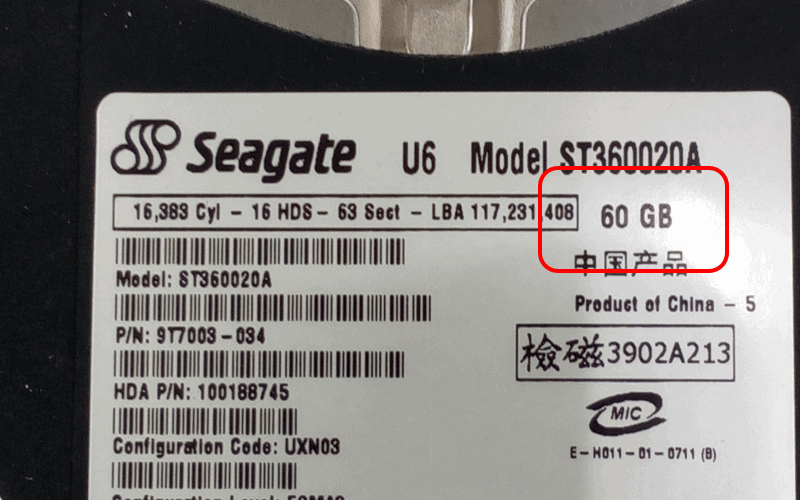 Seagate U6 Model ST360020A
16,383 Cyl - 16 HDS - 63 Sect - LBA 117,231,408 60 GB
中国产品
Model: ST360020A
Product of China - 5
P/N: 9T7003-034
檢磁3902A213
HDA P/N: 100188745
MIC
Configuration Code: UXN03
E-H011-01-0711 (B)